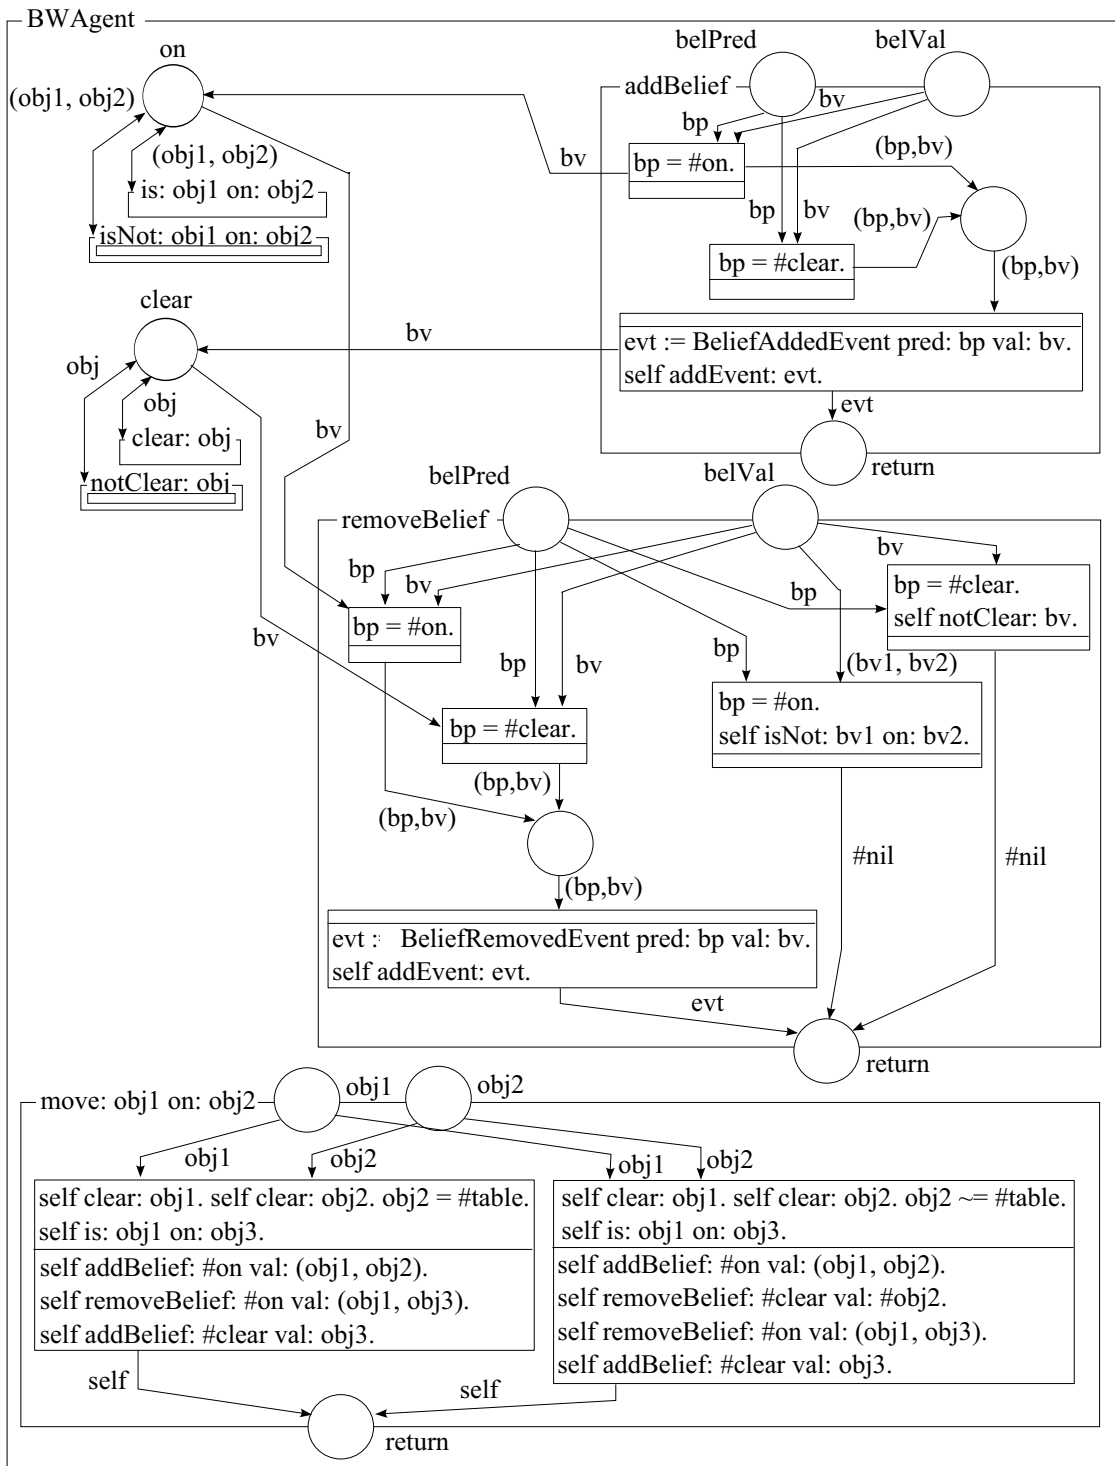 BWAgent
on
(obj1, obj2)
(obj1, obj2)
is: obj1 on: obj2
isNot: obj1 on: obj2
clear
obj
obj
clear: obj
notClear: obj
bv
bv
bv
bv
belPred
belVal
addBelief
bp
bv
bp = #on.
(bp,bv)
bp
bv
(bp,bv)
bp = #clear.
(bp,bv)
evt := BeliefAddedEvent pred: bp val: bv.
self addEvent: evt.
evt
return
belPred
belVal
removeBelief
bp
bv
bv
bp
bp = #clear.
self notClear: bv.
bp = #on.
bp
bv
bp
(bv1, bv2)
bp = #on.
self isNot: bv1 on: bv2.
bp = #clear.
(bp,bv)
(bp,bv)
#nil
#nil
(bp,bv)
evt := BeliefRemovedEvent pred: bp val: bv.
self addEvent: evt.
evt
return
move: obj1 on: obj2
obj1
obj2
obj1
obj2
obj1
obj2
self clear: obj1. self clear: obj2. obj2 = #table.
self is: obj1 on: obj3.
self addBelief: #on val: (obj1, obj2).
self removeBelief: #on val: (obj1, obj3).
self addBelief: #clear val: obj3.
self clear: obj1. self clear: obj2. obj2 ~= #table.
self is: obj1 on: obj3.
self addBelief: #on val: (obj1, obj2).
self removeBelief: #clear val: #obj2.
self removeBelief: #on val: (obj1, obj3).
self addBelief: #clear val: obj3.
self
self
return